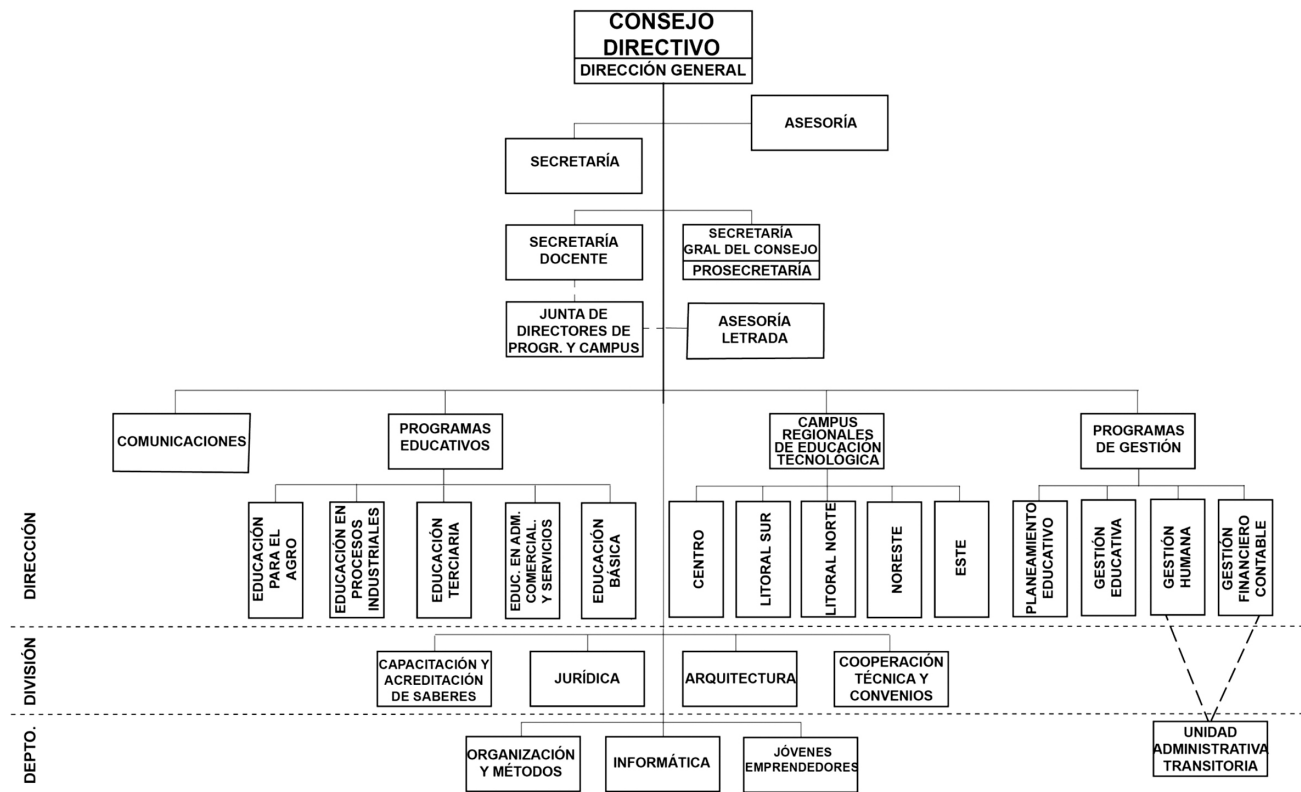 CONSEJO
DIRECTIVO
DIRECCIÓN GENERAL
ASESORÍA
SECRETARÍA
SECRETARÍA
DOCENTE
SECRETARÍA
GRAL DEL CONSEJO
PROSECRETARÍA
JUNTA DE
DIRECTORES DE
PROGR. Y CAMPUS
ASESORÍA
LETRADA
COMUNICACIONES
PROGRAMAS
EDUCATIVOS
CAMPUS
REGIONALES
DE EDUCACIÓN
TECNOLÓGICA
PROGRAMAS
DE GESTIÓN
DIRECCIÓN
EDUCACIÓN
PARA EL
AGRO
EDUCACIÓN EN
PROCESOS
INDUSTRIALES
EDUCACIÓN
TERCIARIA
EDUC. EN ADM.
COMERCIAL.
Y SERVICIOS
EDUCACIÓN
BÁSICA
CENTRO
LITORAL SUR
LITORAL NORTE
NORESTE
ESTE
PLANEAMIENTO
EDUCATIVO
GESTIÓN
EDUCATIVA
GESTIÓN
HUMANA
GESTIÓN
FINANCIERO
CONTABLE
DIVISIÓN
CAPACITACIÓN Y
ACREDITACIÓN
DE SABERES
JURÍDICA
ARQUITECTURA
COOPERACIÓN
TÉCNICA Y
CONVENIOS
DEPTO.
ORGANIZACIÓN
Y MÉTODOS
INFORMÁTICA
JÓVENES
EMPRENDEDORES
UNIDAD
ADMINISTRATIVA
TRANSITORIA